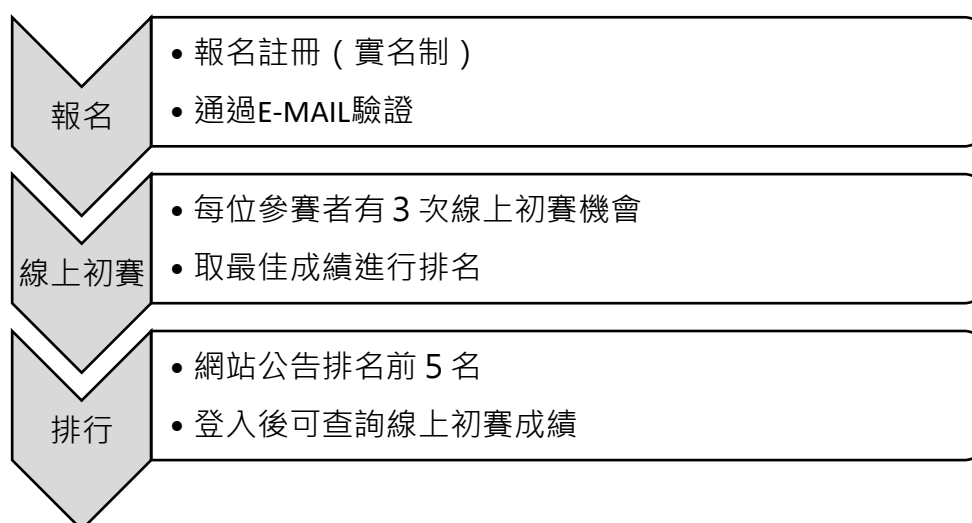 報名
• 報名註冊（實名制）
• 通過E-MAIL驗證
線上初賽
• 每位參賽者有 3 次線上初賽機會
• 取最佳成績進行排名
排行
• 網站公告排名前 5 名
• 登入後可查詢線上初賽成績